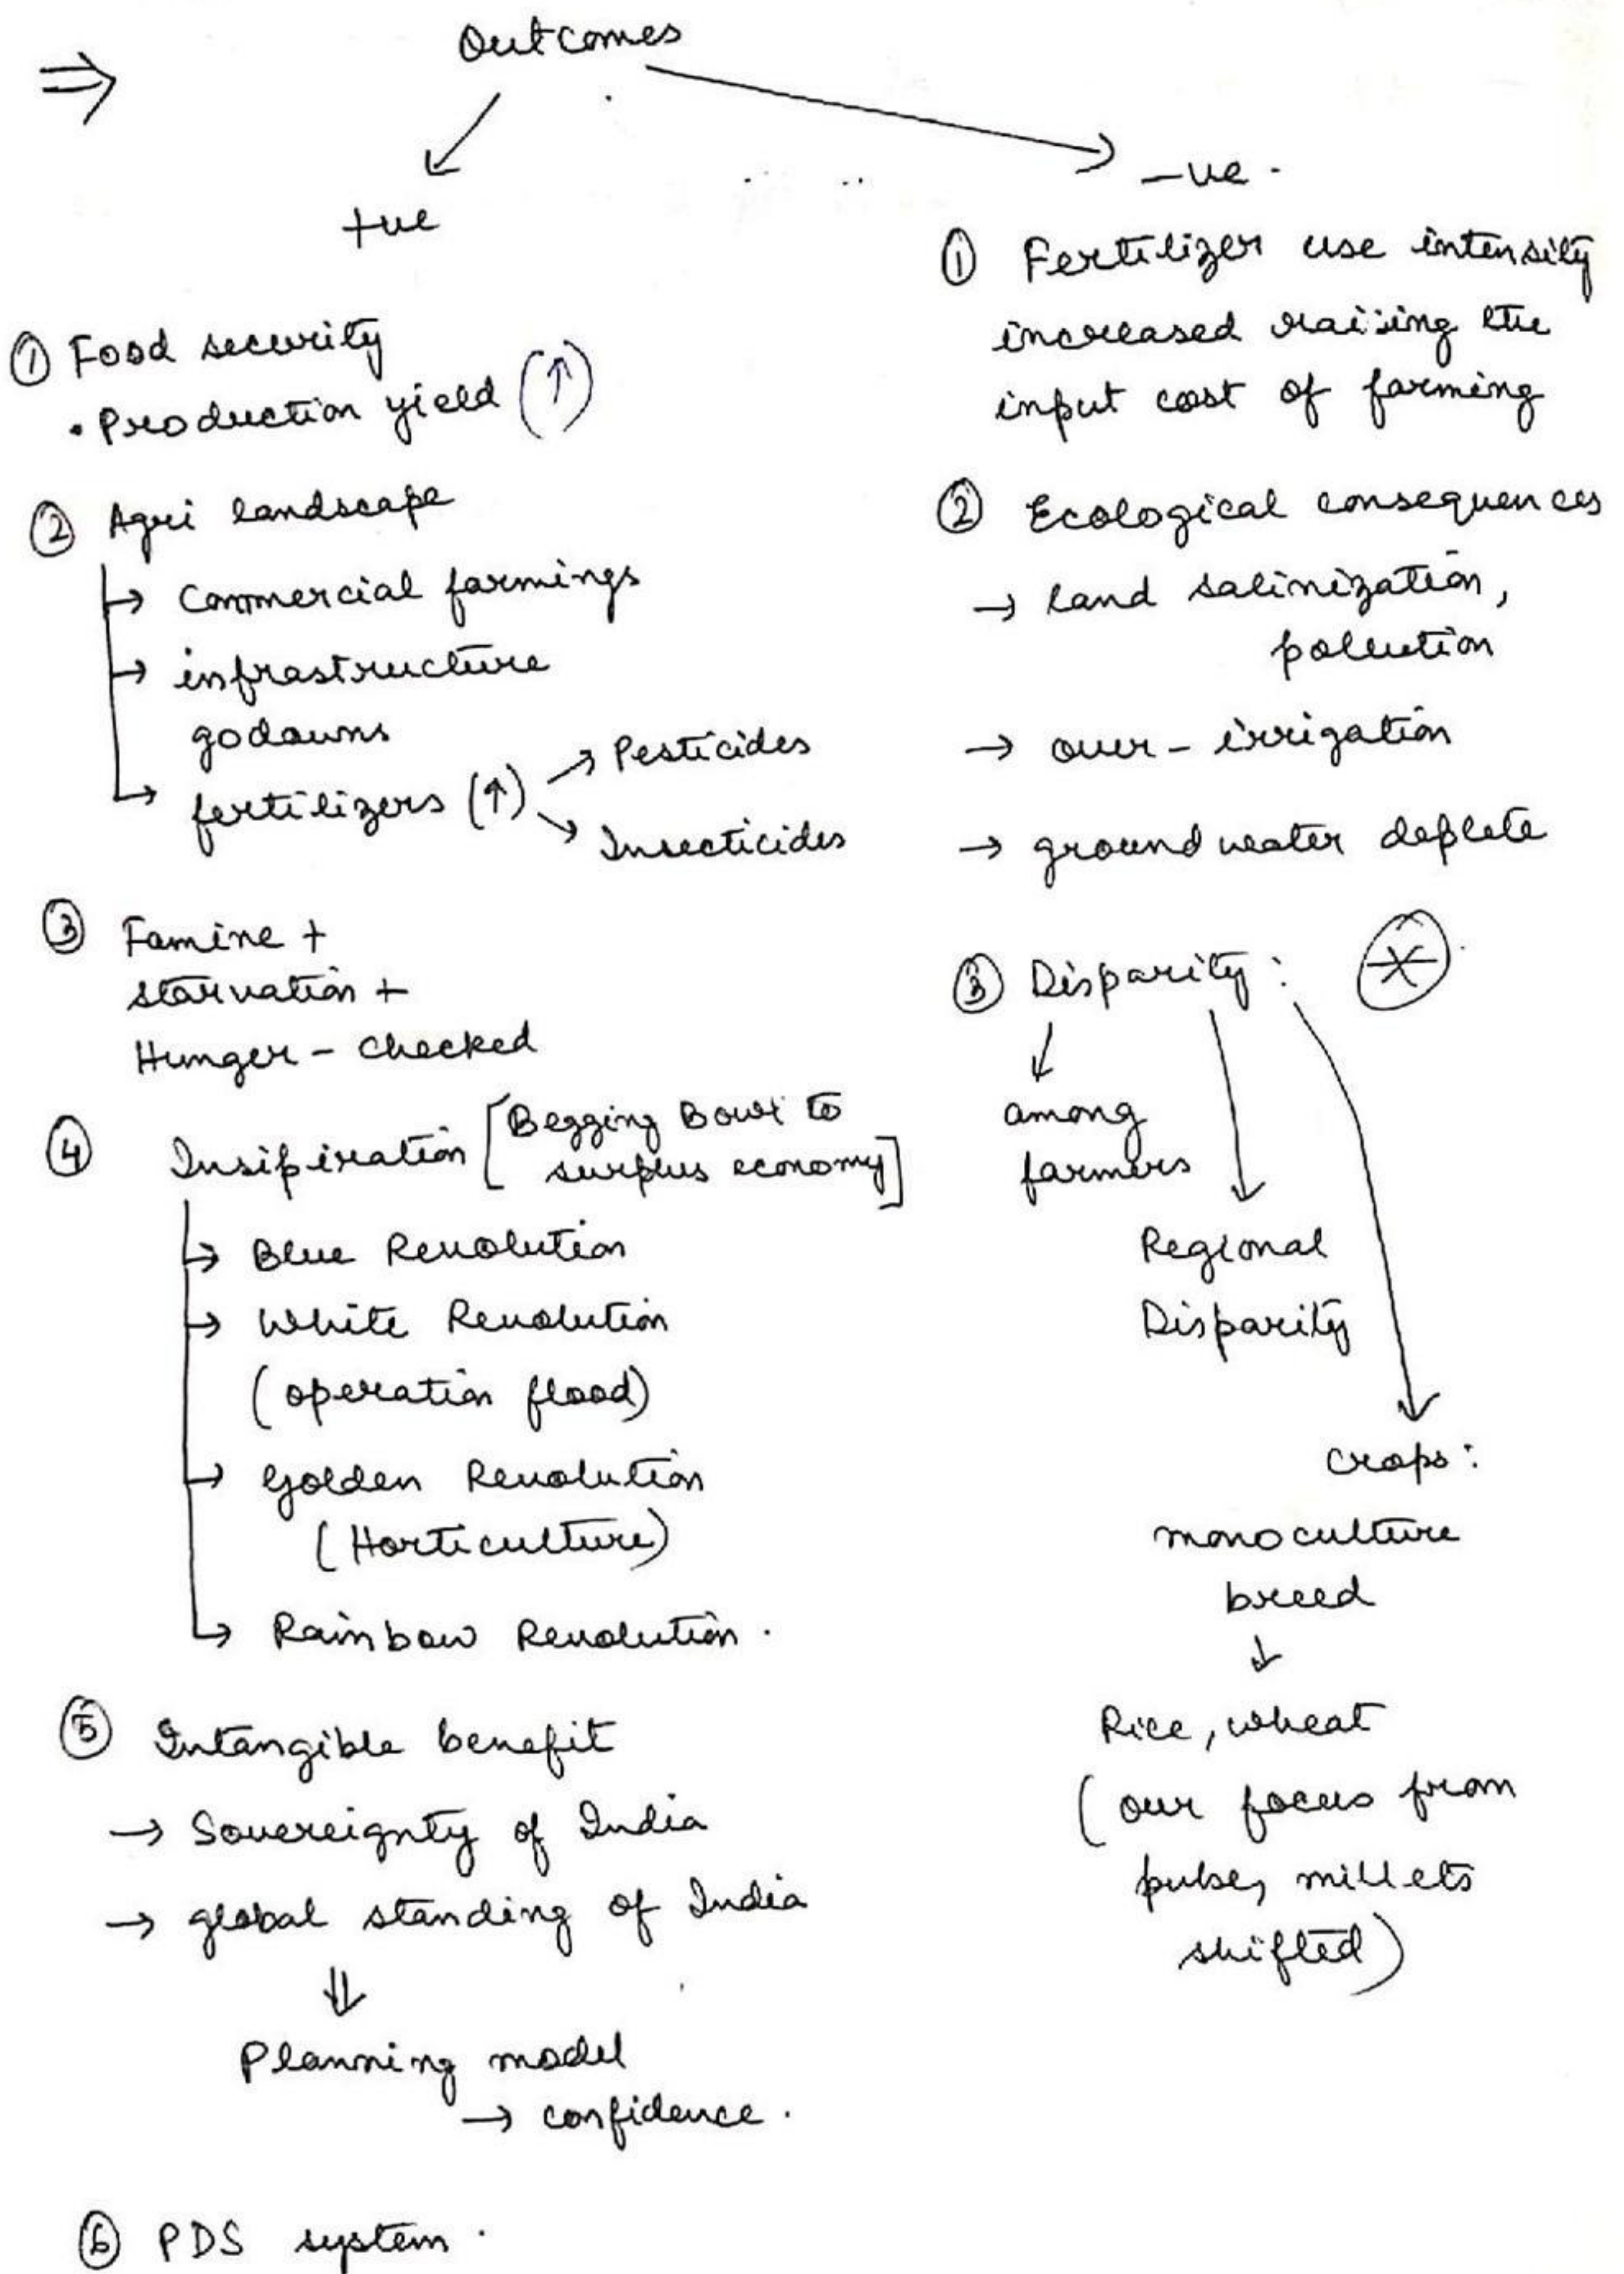 ⇒ Outcomes
+ve
① Food security
• Production yield (↑)
② Agri landscape
→ Commercial farmings
→ infrastructure
godowns
→ fertilizers (↑) → Pesticides
→ Insecticides
③ Famine +
starvation +
Hunger - checked
④ Insipiration [Begging Bowl to
surplus economy]
→ Blue Revolution
→ White Revolution
(operation flood)
→ Golden Revolution
(Horticulture)
→ Rainbow Revolution.
⑤ Intangible benefit
→ Sovereignty of India
→ global standing of India
⇓
Planning model
→ confidence.
⑥ PDS system.
-ve.
① Fertilizer use intensity
increased raising the
input cost of farming
② Ecological consequences
→ land salinization,
pollution
→ over-irrigation
→ groundwater deplete
③ Disparity:
among
farmers
Regional
Disparity
crops:
monoculture
breed
↓
Rice, wheat
(our focus from
pulse, millets
shifted)